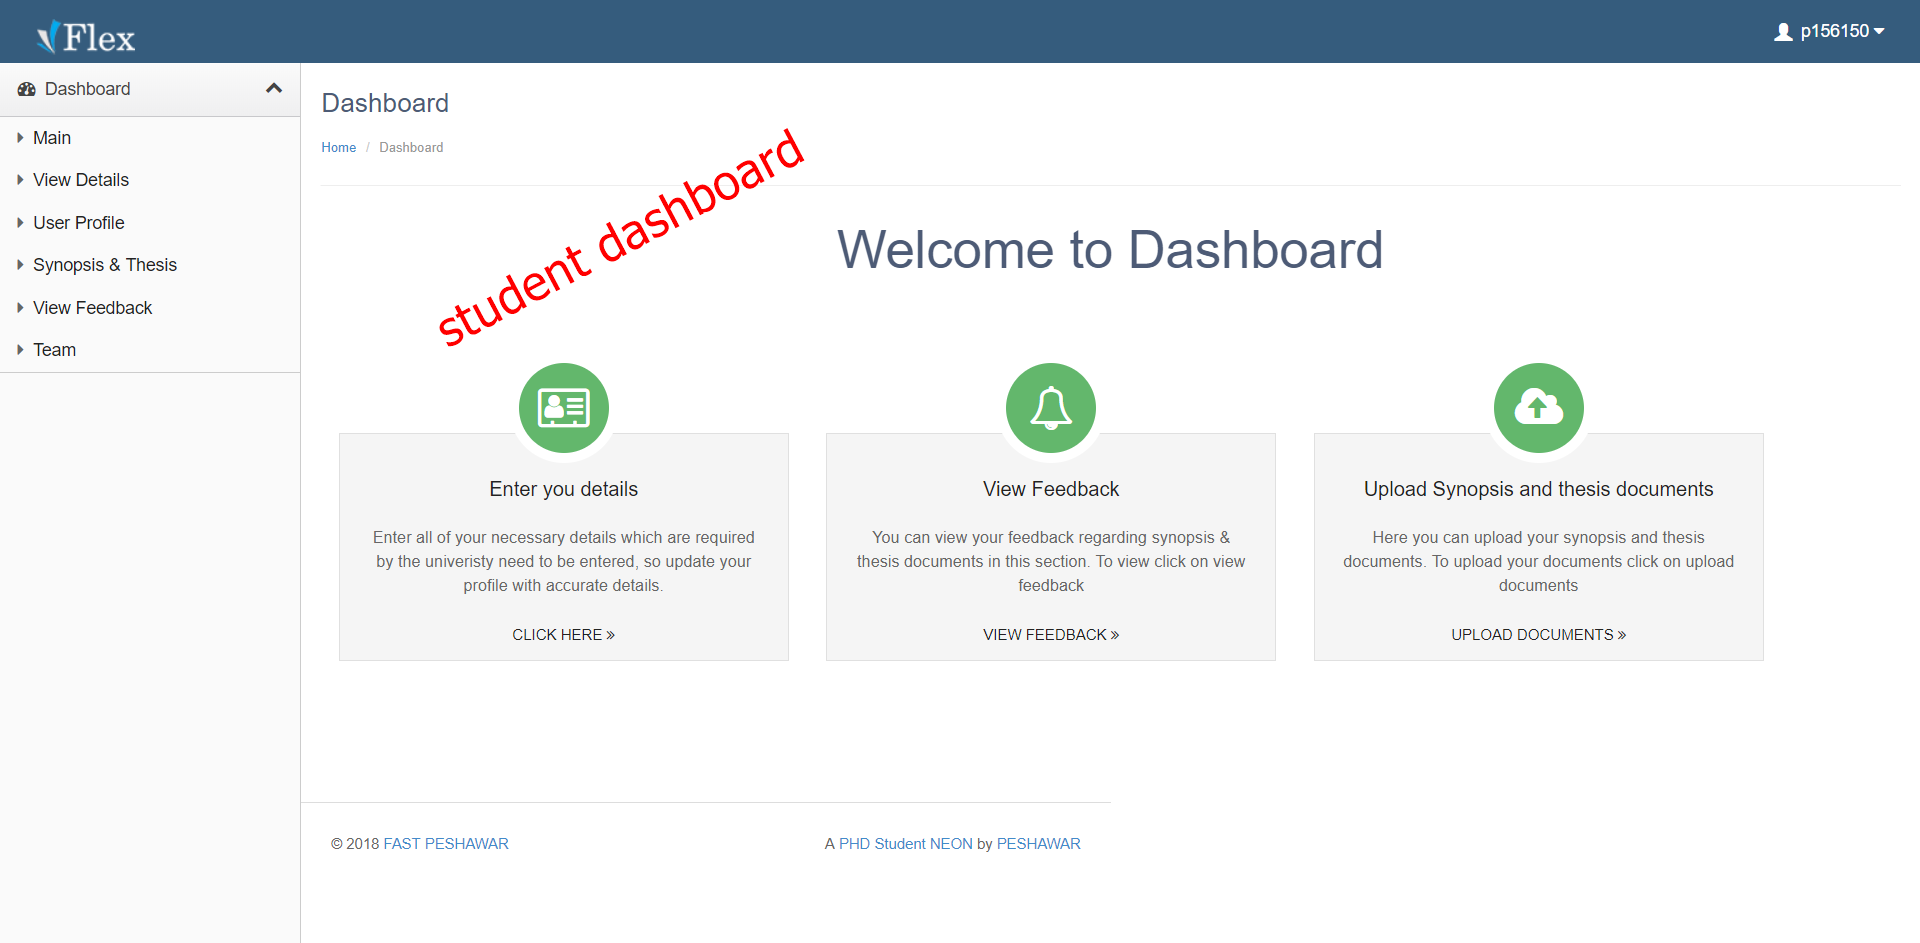 Flex
p156150
Dashboard
Main
View Details
User Profile
Synopsis & Thesis
View Feedback
Team
Dashboard
Home / Dashboard
student dashboard
Welcome to Dashboard
Enter you details
Enter all of your necessary details which are required
by the univeristy need to be entered, so update your
profile with accurate details.
CLICK HERE »
View Feedback
You can view your feedback regarding synopsis &
thesis documents in this section. To view click on view
feedback
VIEW FEEDBACK »
Upload Synopsis and thesis documents
Here you can upload your synopsis and thesis
documents. To upload your documents click on upload
documents
UPLOAD DOCUMENTS »
© 2018 FAST PESHAWAR
A PHD Student NEON by PESHAWAR